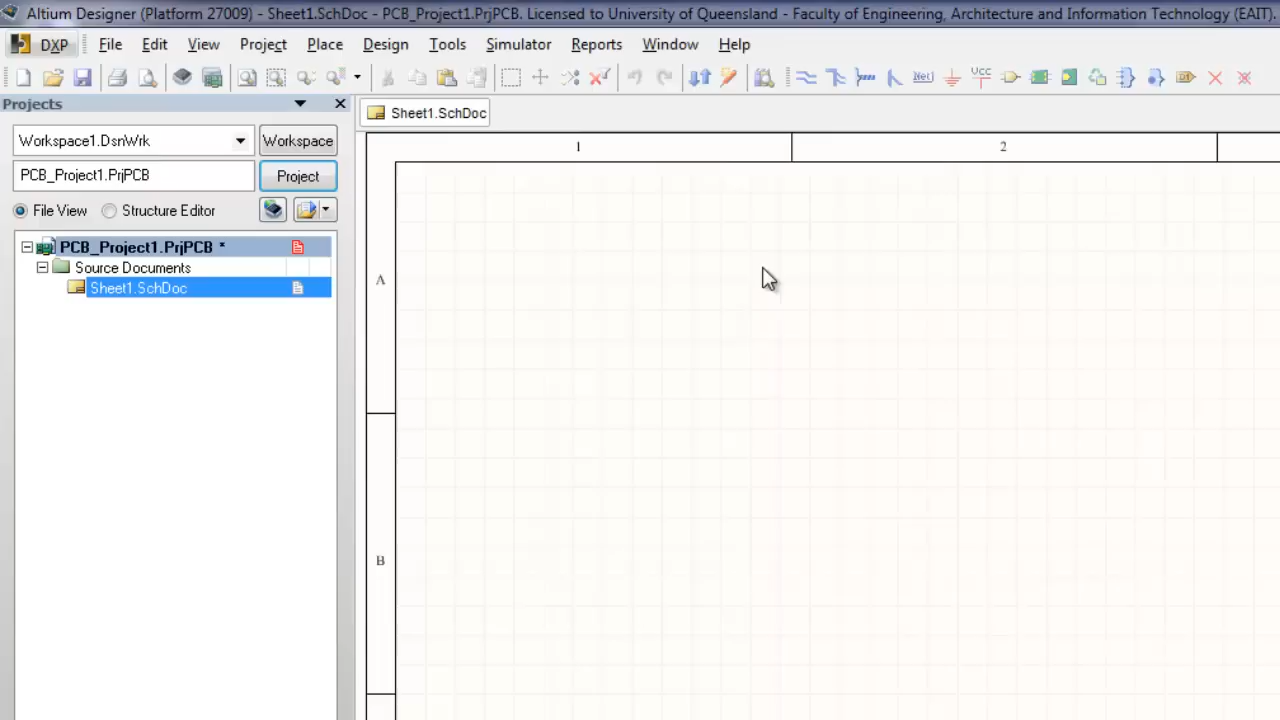 Altium Designer (Platform 27009) - Sheet1.SchDoc - PCB_Project1.PrjPCB. Licensed to University of Queensland - Faculty of Engineering, Architecture and Information Technology (EAIT).
DXP File Edit View Project Place Design Tools Simulator Reports Window Help
Net Vcc
Projects
Sheet1.SchDoc
Workspace1.DsnWrk Workspace
1 2
PCB_Project1.PrjPCB Project
File View Structure Editor
PCB_Project1.PrjPCB *
Source Documents
Sheet1.SchDoc
A
B